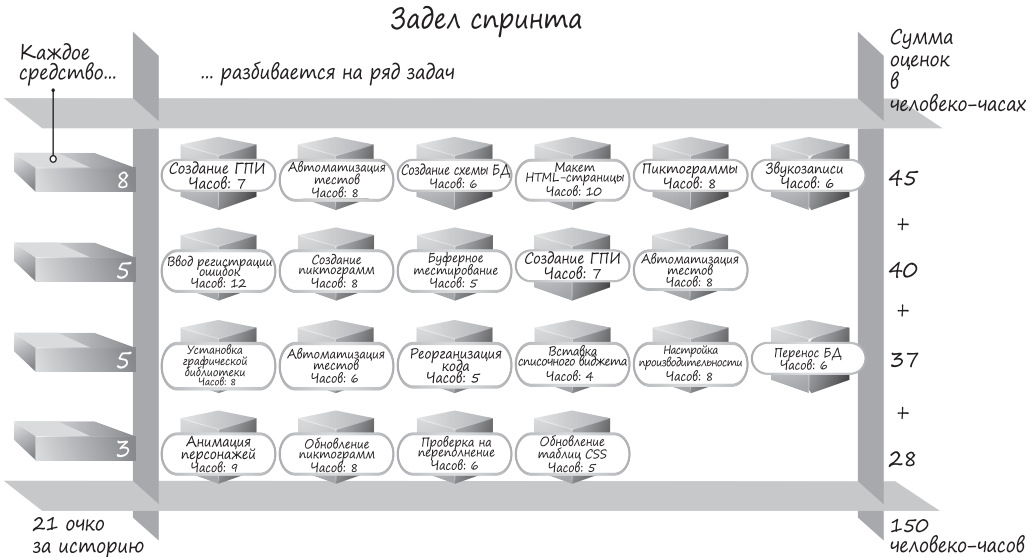 Задел спринта
Каждое
средство...
... разбивается на ряд задач
Сумма
оценок
в
человеко-часах
8
Создание ГПИ
Часов: 7
Автоматизация
тестов
Часов: 8
Создание схемы БД
Часов: 6
Макет
HTML-страницы
Часов: 10
Пиктограммы
Часов: 8
Звукозаписи
Часов: 6
45
+
5
Ввод регистрации
ошибок
Часов: 12
Создание
пиктограмм
Часов: 8
Буферное
тестирование
Часов: 5
Создание ГПИ
Часов: 7
Автоматизация
тестов
Часов: 8
40
+
5
Установка
графической
библиотеки
Часов: 8
Автоматизация
тестов
Часов: 6
Реорганизация
кода
Часов: 5
Вставка
списочного виджета
Часов: 4
Настройка
производительности
Часов: 8
Перенос БД
Часов: 6
37
+
3
Анимация
персонажей
Часов: 9
Обновление
пиктограмм
Часов: 8
Проверка на
переполнение
Часов: 6
Обновление
таблиц CSS
Часов: 5
28
21 очко
за историю
150
человеко-часов